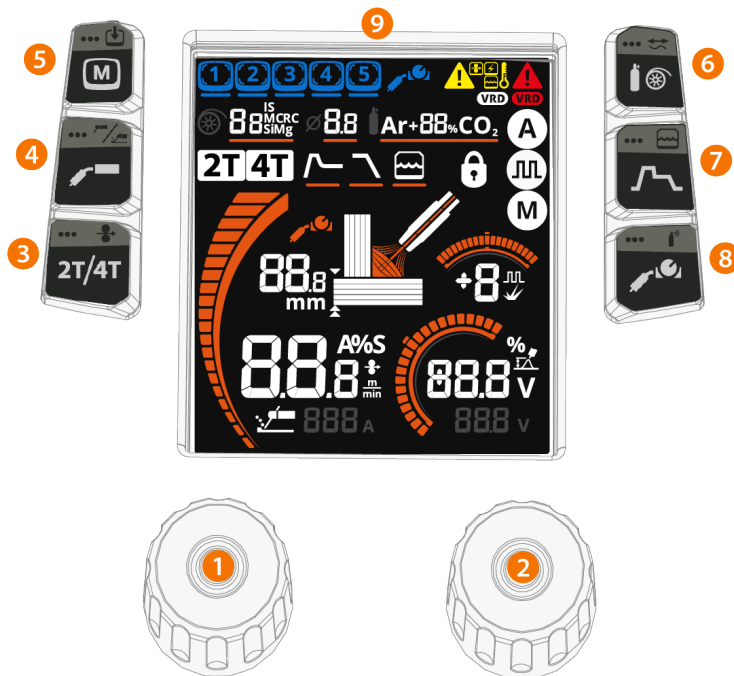 9
5
M
4
3
2T/4T
6
7
8
1 2 3 4 5
VRD VRD
88 IS MCRC SiMg ⌀8.8 Ar+88%CO2 A
2T 4T
M
88.8 mm
+8
88.8 A%S m/min
%
88.8 V
888 A
88.8 V
1
2